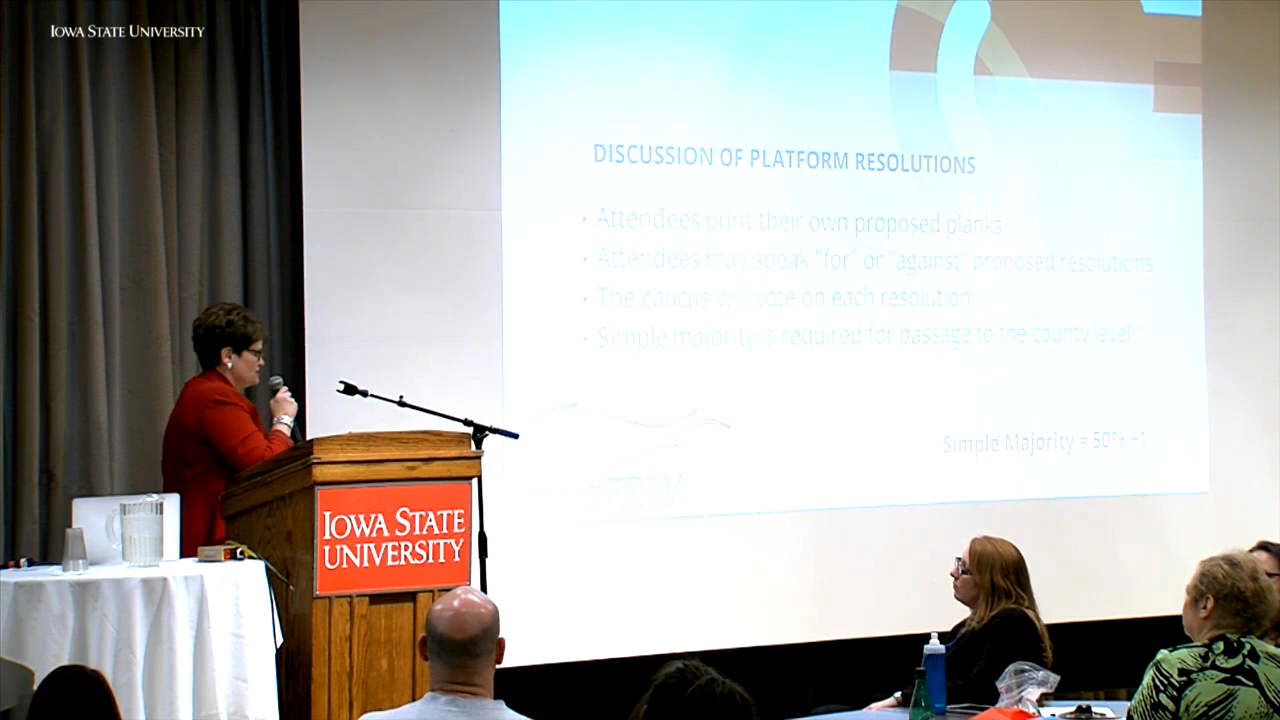 IOWA STATE UNIVERSITY
DISCUSSION OF PLATFORM RESOLUTIONS
• Attendees print their own proposed planks
• Attendees may speak "for" or "against" proposed resolutions
• The caucus will vote on each resolution
• Simple majority is required for passage to the county level
Simple Majority = 50% +1
IOWA STATE
UNIVERSITY